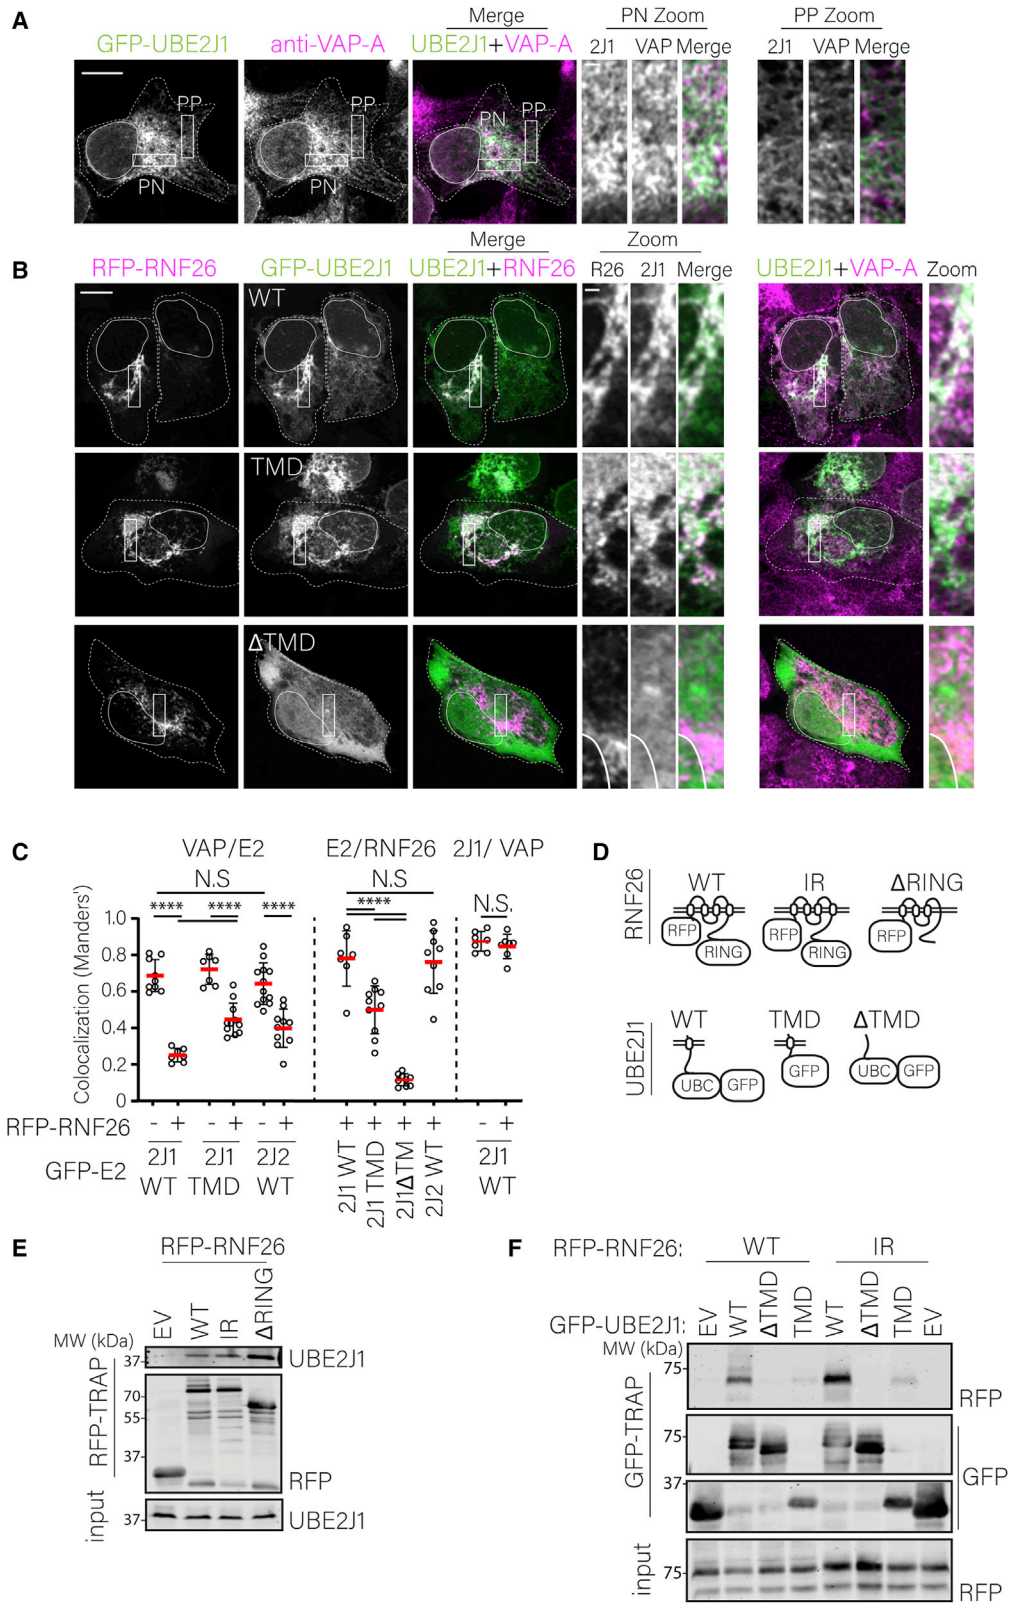 A
Merge
PN Zoom
PP Zoom
GFP-UBE2J1
anti-VAP-A
UBE2J1+VAP-A
2J1
VAP
Merge
2J1
VAP
Merge
PP
PN
PP
PN
PN
PP
B
Merge
Zoom
RFP-RNF26
GFP-UBE2J1
UBE2J1+RNF26
R26
2J1
Merge
UBE2J1+VAP-A
Zoom
WT
TMD
ΔTMD
C
VAP/E2
E2/RNF26
2J1/ VAP
N.S
N.S
N.S.
****
****
****
****
Colocalization (Manders')
1.0
0.8
0.6
0.4
0.2
0
RFP-RNF26
- + - + - + + + + + - +
GFP-E2
2J1 WT
2J1 TMD
2J2 WT
2J1 WT
2J1 TMD
2J1ΔTM
2J2 WT
2J1 WT
D
RNF26
WT
IR
ΔRING
RFP
RING
RFP
RING
RFP
UBE2J1
WT
TMD
ΔTMD
UBC
GFP
GFP
UBC
GFP
E
RFP-RNF26
EV
WT
IR
ΔRING
MW (kDa)
RFP-TRAP
37-
UBE2J1
70-
55-
37-
RFP
input
37-
UBE2J1
F
RFP-RNF26:
WT
IR
GFP-UBE2J1:
EV
WT
ΔTMD
TMD
WT
ΔTMD
TMD
EV
MW (kDa)
GFP-TRAP
75-
RFP
75-
37-
GFP
input
75-
RFP